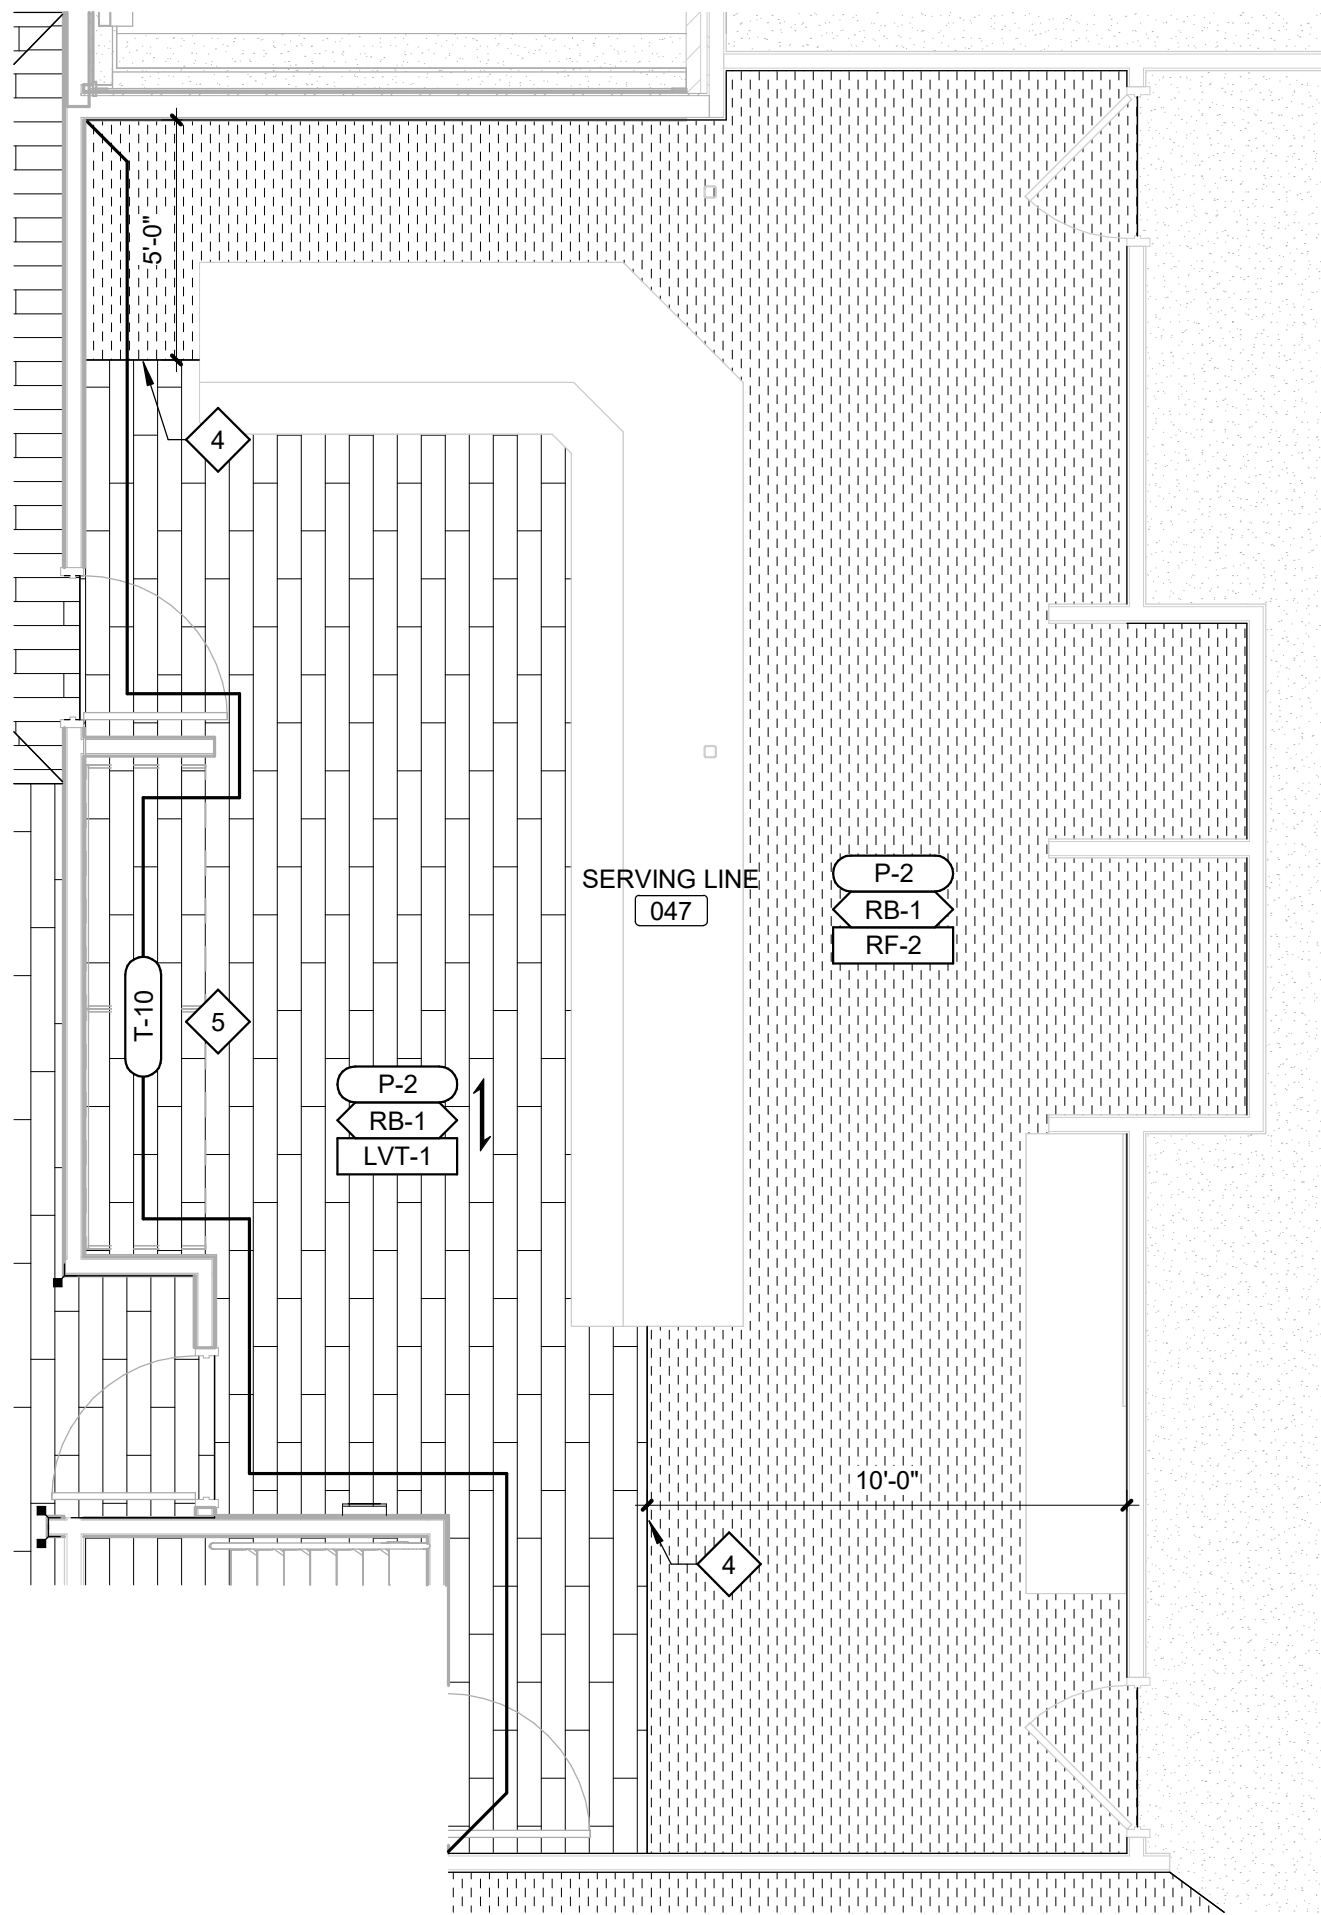 5'-0"
4
SERVING LINE
047
P-2
RB-1
RF-2
T-10
5
P-2
RB-1
LVT-1
10'-0"
4